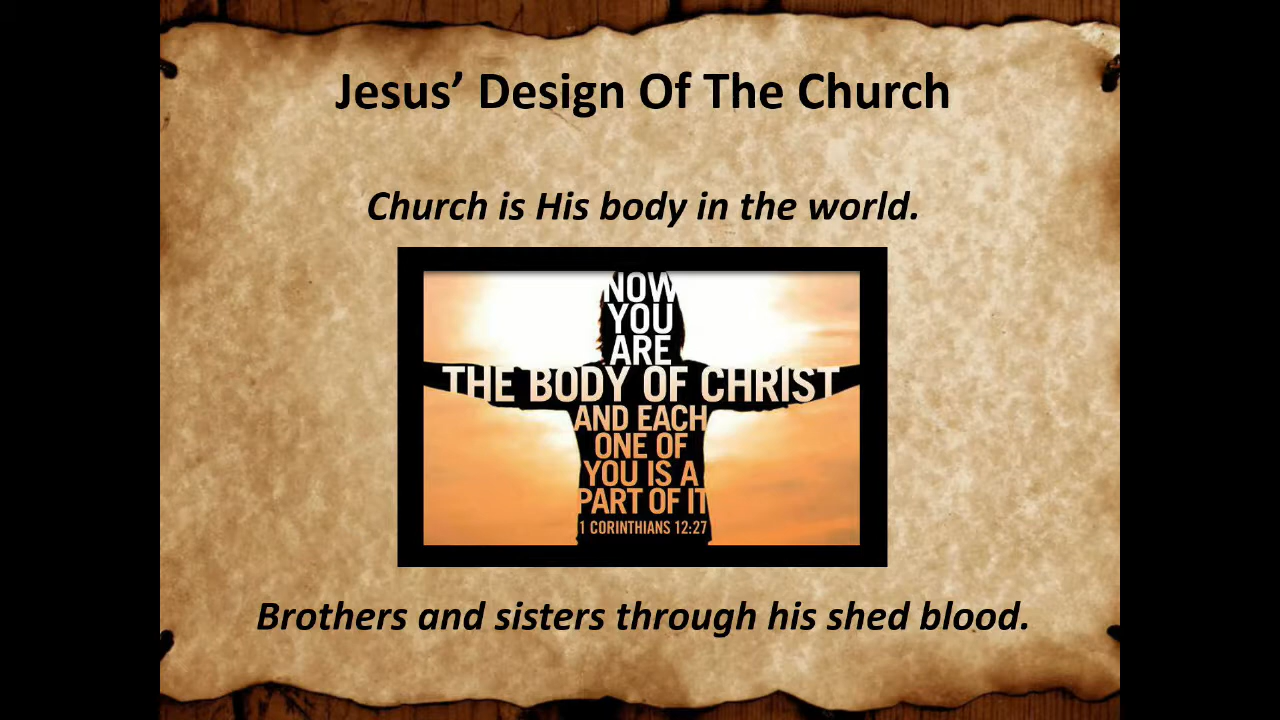 Jesus’ Design Of The Church
Church is His body in the world.
NOW
YOU
ARE
THE BODY OF CHRIST
AND EACH
ONE OF
YOU IS A
PART OF IT
1 CORINTHIANS 12:27
Brothers and sisters through his shed blood.